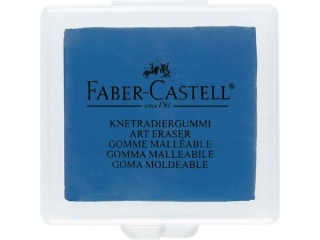 FABER-CASTELL®
since 1761
KNETRADIERGUMMI
ART ERASER
GOMME MALLÉABLE
GOMMA MALLEABILE
GOMA MOLDEABLE